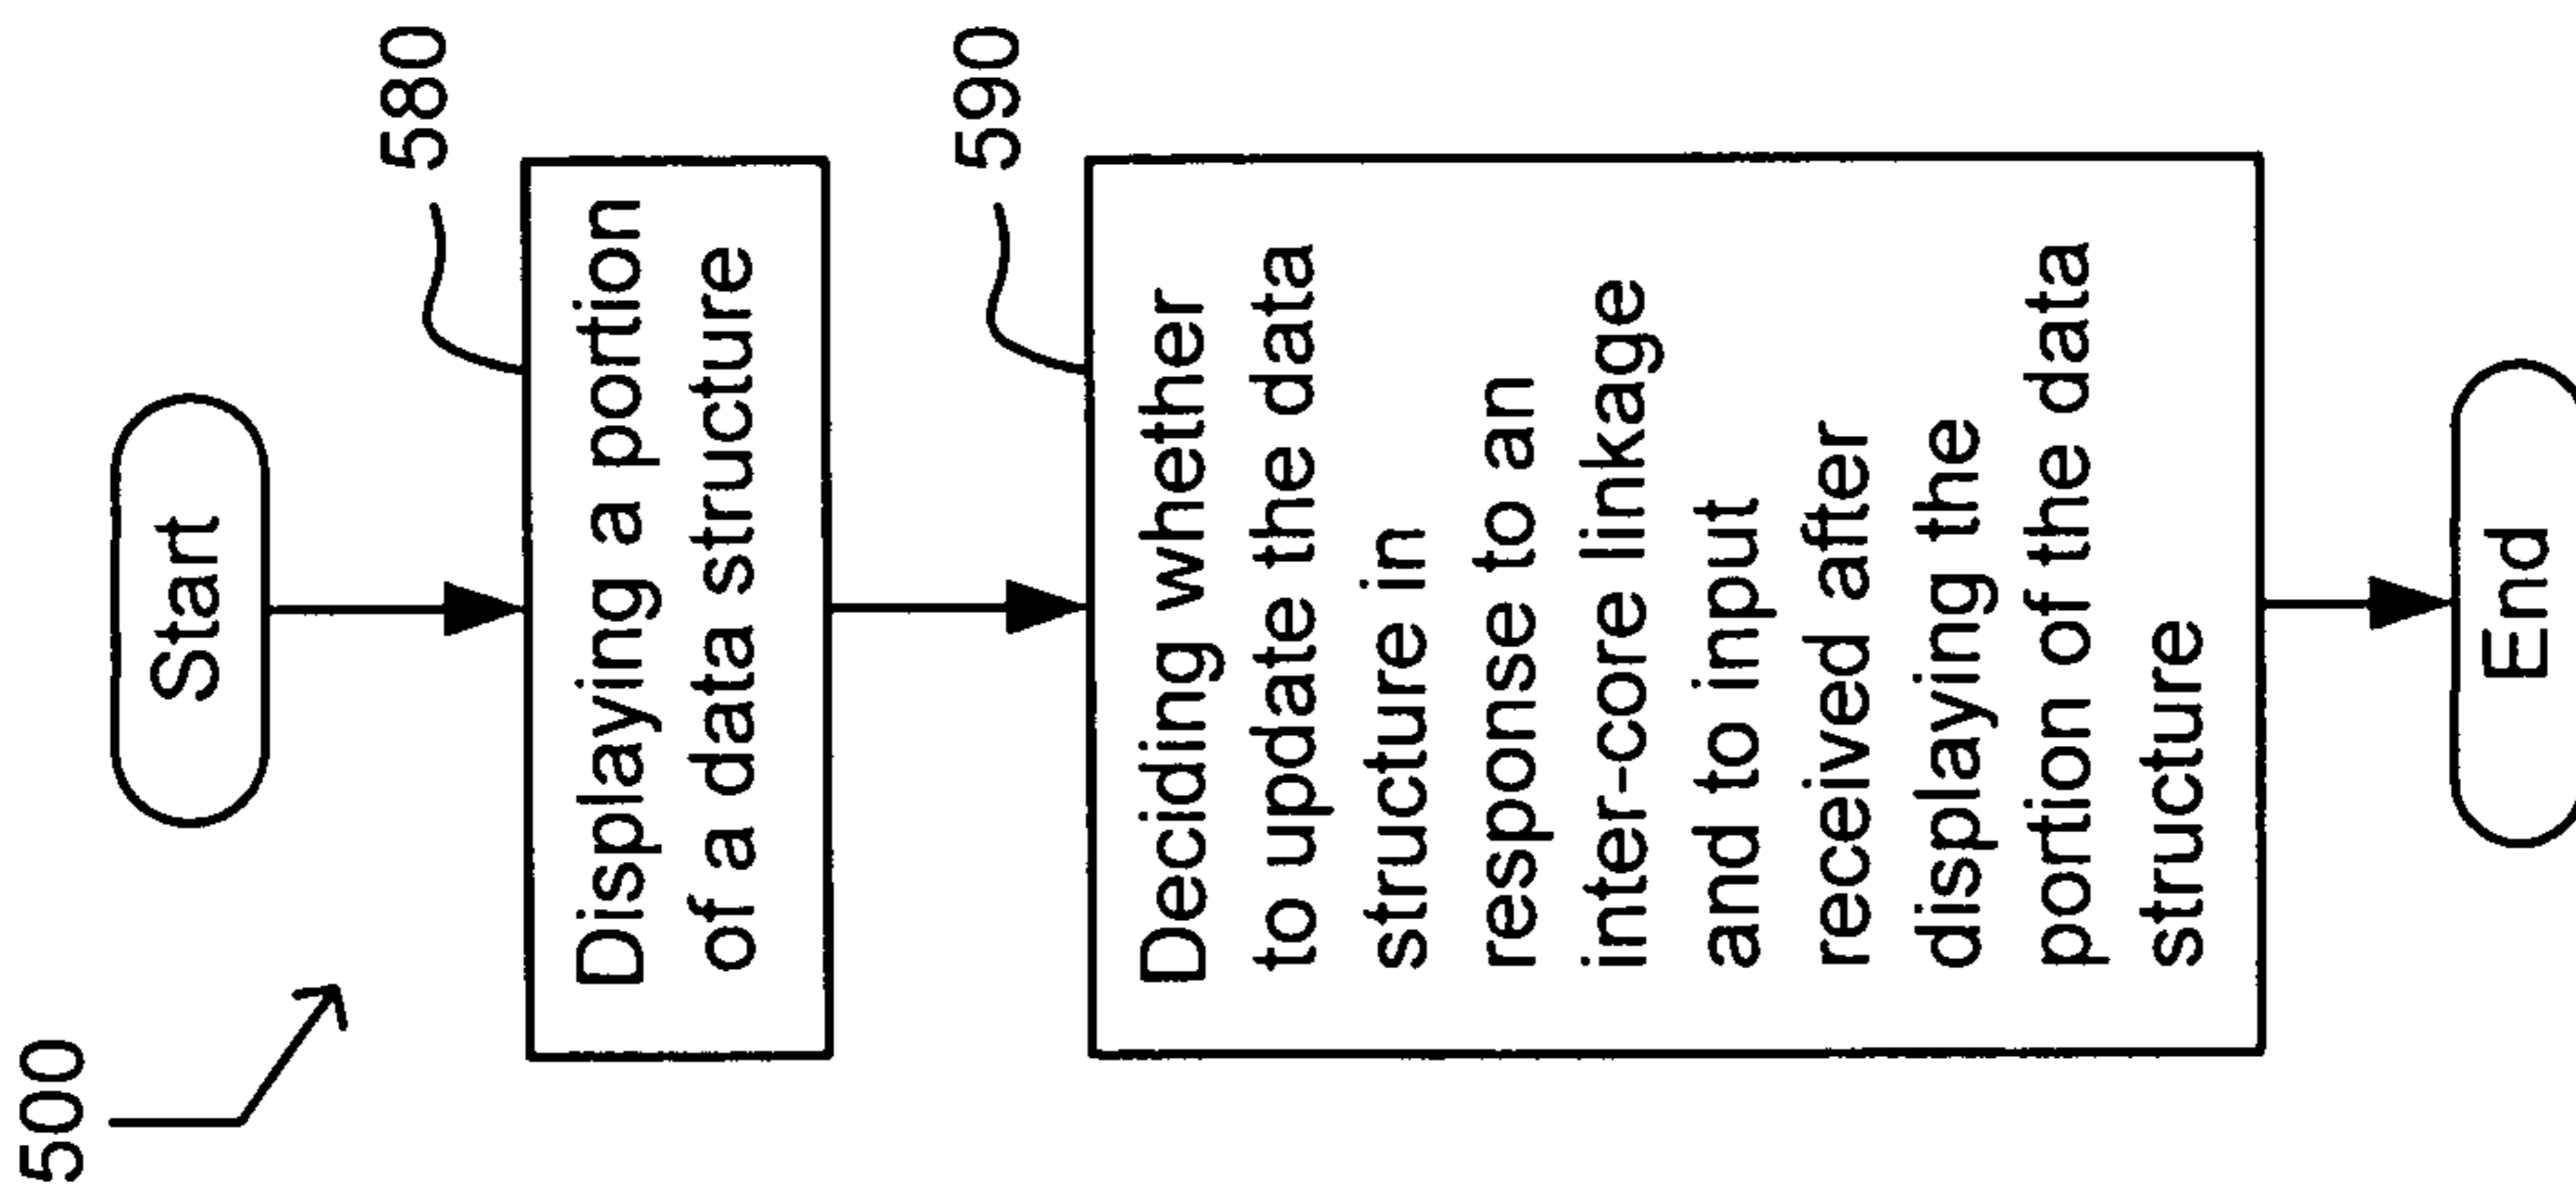 500
Start
580
Displaying a portion
of a data structure
590
Deciding whether
to update the data
structure in
response to an
inter-core linkage
and to input
received after
displaying the
portion of the data
structure
End